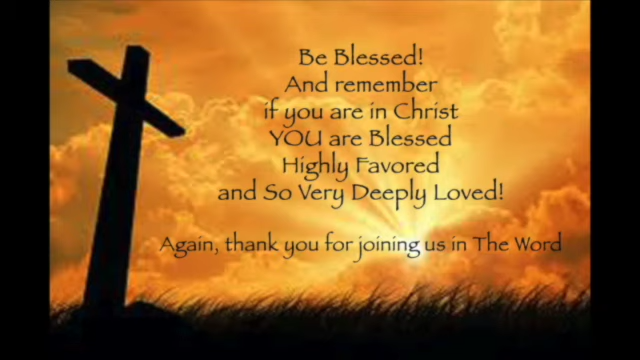 Be Blessed!
And remember
if you are in Christ
YOU are Blessed
Highly Favored
and So Very Deeply Loved!
Again, thank you for joining us in The Word